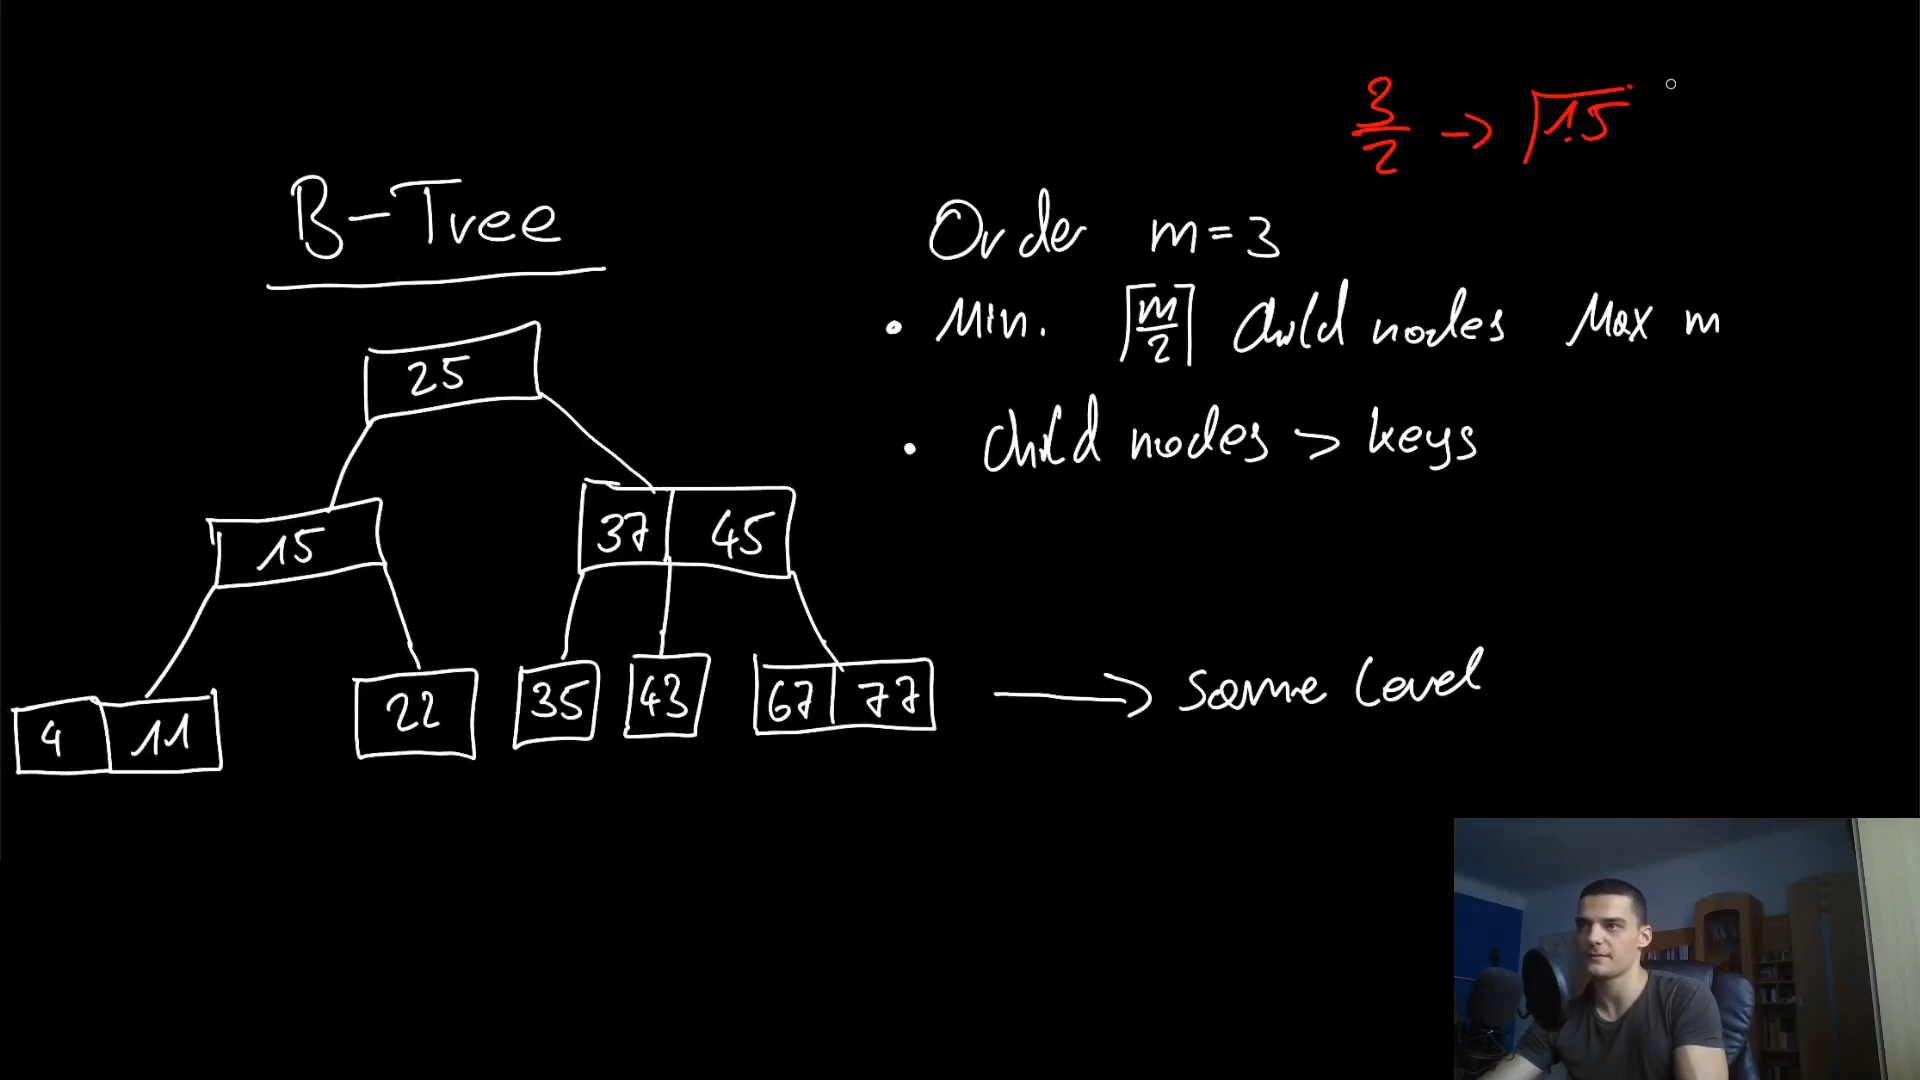 3/2 -> ⌈1.5
B-Tree
Order m=3
• Min. ⌈m/2⌉ Child nodes Max m
25
• Child nodes > keys
15
37 45
4 11
22
35
43
67 77
-> Same Level